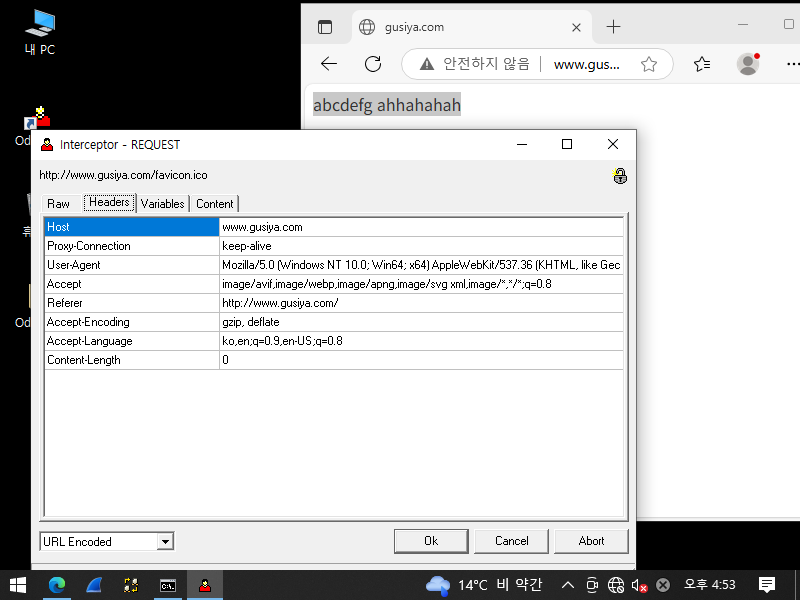 내 PC
gusiya.com
안전하지 않음
www.gus...
abcdefg ahhahahah
Od
Interceptor - REQUEST
http://www.gusiya.com/favicon.ico
Raw Headers Variables Content
Host www.gusiya.com
Proxy-Connection keep-alive
User-Agent Mozilla/5.0 (Windows NT 10.0; Win64; x64) AppleWebKit/537.36 (KHTML, like Gec
Accept image/avif,image/webp,image/apng,image/svg xml,image/*,*/*;q=0.8
Referer http://www.gusiya.com/
Accept-Encoding gzip, deflate
Accept-Language ko,en;q=0.9,en-US;q=0.8
Content-Length 0
Od
URL Encoded
Ok Cancel Abort
14°C 비 약간
오후 4:53